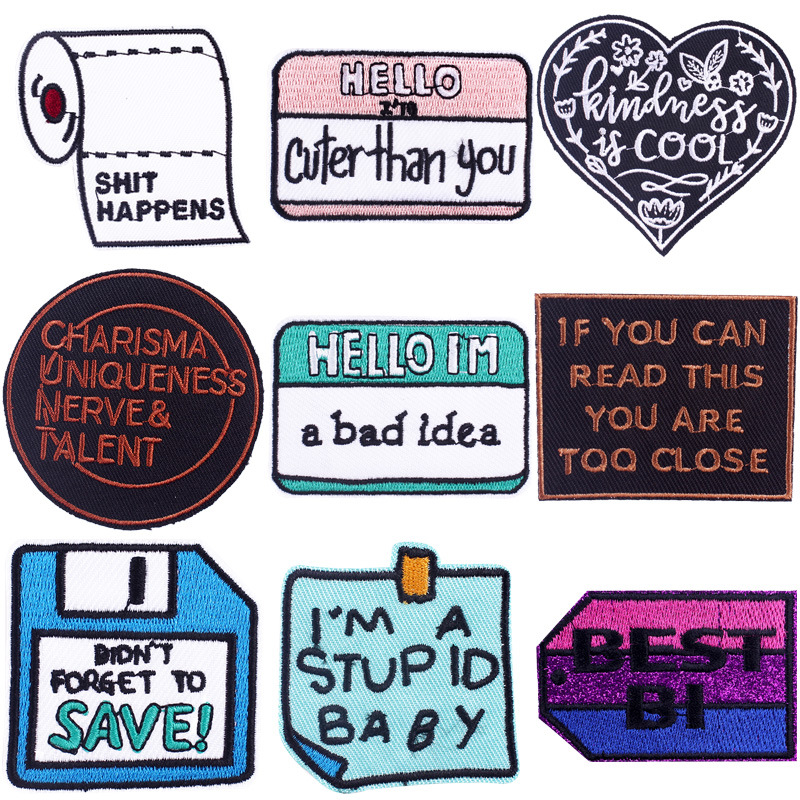 SHIT
HAPPENS
HELLO
I'M
cuter than you
kindness
is COOL
CHARISMA
UNIQUENESS
NERVE &
TALENT
HELLO IM
a bad idea
IF YOU CAN
READ THIS
YOU ARE
TOO CLOSE
I
DIDN'T
FORGET TO
SAVE!
I'M A
STUPID
BABY
BEST
BI